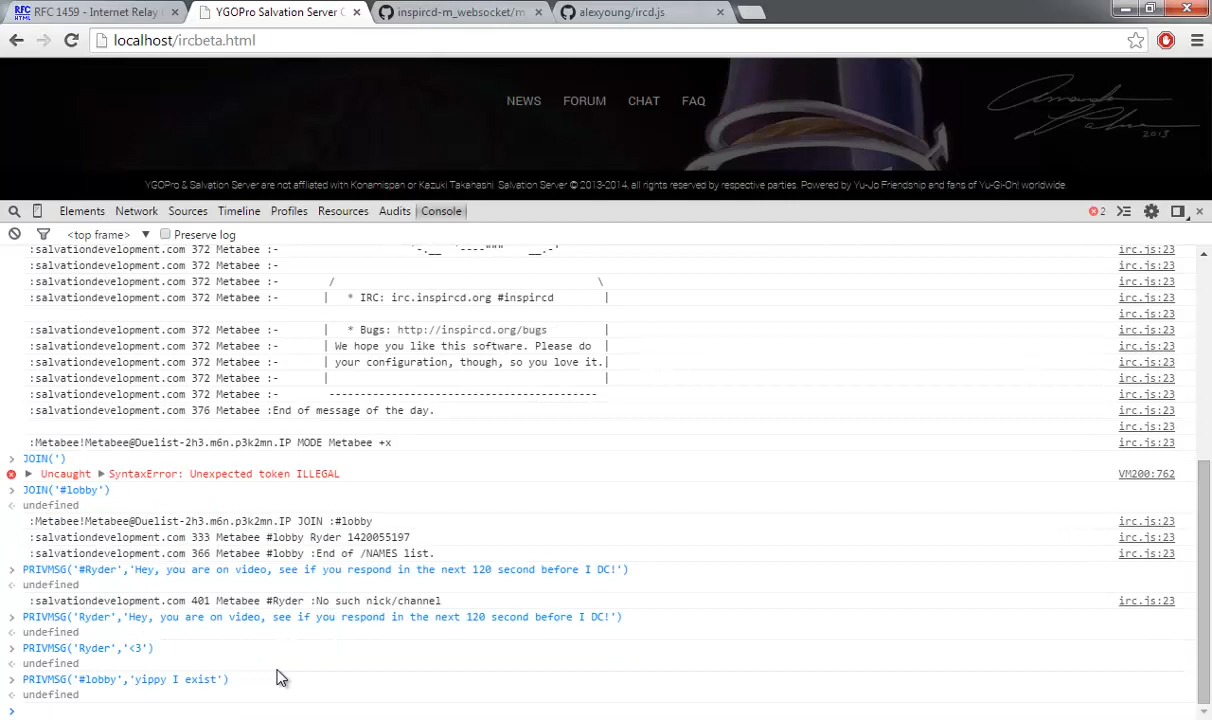 RFC 1459 - Internet Relay C
YGOPro Salvation Server C
inspircd-m_websocket/m
alexyoung/ircd.js
localhost/ircbeta.html
NEWS FORUM CHAT FAQ
2013
YGOPro & Salvation Server are not affliated with Konamispan or Kazuki Takanashi. Salvation Server © 2013-2014, all rights reserved by respective parties. Powered by Yu-Jo Friendship and fans of Yu-Gi-Oh! worldwide.
Elements Network Sources Timeline Profiles Resources Audits Console 2
<top frame> Preserve log
:salvationdevelopment.com 372 Metabee :- `-.__ `----""" __.-' irc.js:23
:salvationdevelopment.com 372 Metabee :- irc.js:23
:salvationdevelopment.com 372 Metabee :- / \ irc.js:23
:salvationdevelopment.com 372 Metabee :- | * IRC: irc.inspircd.org #inspircd | irc.js:23
irc.js:23
:salvationdevelopment.com 372 Metabee :- | * Bugs: http://inspircd.org/bugs | irc.js:23
:salvationdevelopment.com 372 Metabee :- | We hope you like this software. Please do | irc.js:23
:salvationdevelopment.com 372 Metabee :- | your configuration, though, so you love it.| irc.js:23
:salvationdevelopment.com 372 Metabee :- | | irc.js:23
:salvationdevelopment.com 372 Metabee :- ------------------------------------------ irc.js:23
:salvationdevelopment.com 376 Metabee :End of message of the day. irc.js:23
irc.js:23
:Metabee!Metabee@Duelist-2h3.m6n.p3k2mn.IP MODE Metabee +x irc.js:23
JOIN(')
Uncaught SyntaxError: Unexpected token ILLEGAL VM200:762
JOIN('#lobby')
undefined
:Metabee!Metabee@Duelist-2h3.m6n.p3k2mn.IP JOIN :#lobby irc.js:23
:salvationdevelopment.com 333 Metabee #lobby Ryder 1420055197 irc.js:23
:salvationdevelopment.com 366 Metabee #lobby :End of /NAMES list. irc.js:23
PRIVMSG('#Ryder','Hey, you are on video, see if you respond in the next 120 second before I DC!')
undefined
:salvationdevelopment.com 401 Metabee #Ryder :No such nick/channel irc.js:23
PRIVMSG('Ryder','Hey, you are on video, see if you respond in the next 120 second before I DC!')
undefined
PRIVMSG('Ryder','<3')
undefined
PRIVMSG('#lobby','yippy I exist')
undefined